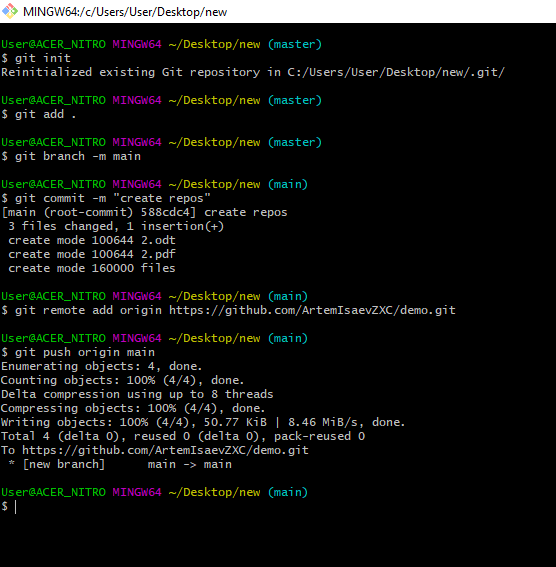 MINGW64:/c/Users/User/Desktop/new
User@ACER_NITRO MINGW64 ~/Desktop/new (master)
$ git init
Reinitialized existing Git repository in C:/Users/User/Desktop/new/.git/
User@ACER_NITRO MINGW64 ~/Desktop/new (master)
$ git add .
User@ACER_NITRO MINGW64 ~/Desktop/new (master)
$ git branch -m main
User@ACER_NITRO MINGW64 ~/Desktop/new (main)
$ git commit -m "create repos"
[main (root-commit) 588cdc4] create repos
 3 files changed, 1 insertion(+)
 create mode 100644 2.odt
 create mode 100644 2.pdf
 create mode 160000 files
User@ACER_NITRO MINGW64 ~/Desktop/new (main)
$ git remote add origin https://github.com/ArtemIsaevZXC/demo.git
User@ACER_NITRO MINGW64 ~/Desktop/new (main)
$ git push origin main
Enumerating objects: 4, done.
Counting objects: 100% (4/4), done.
Delta compression using up to 8 threads
Compressing objects: 100% (4/4), done.
Writing objects: 100% (4/4), 50.77 KiB | 8.46 MiB/s, done.
Total 4 (delta 0), reused 0 (delta 0), pack-reused 0
To https://github.com/ArtemIsaevZXC/demo.git
 * [new branch]      main -> main
User@ACER_NITRO MINGW64 ~/Desktop/new (main)
$